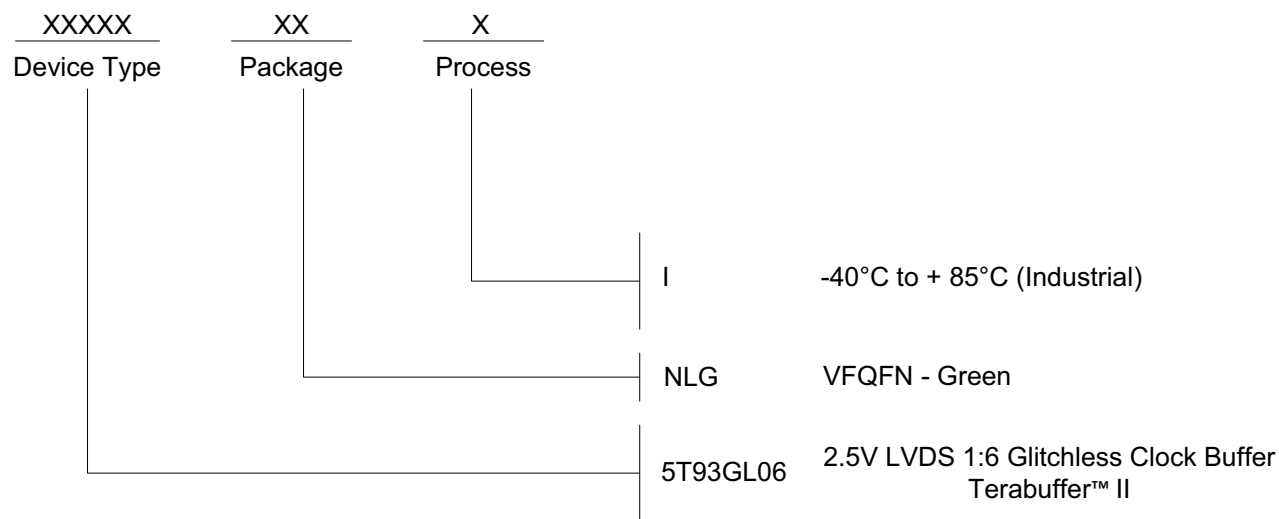 XXXXX XX X
Device Type Package Process
I -40°C to + 85°C (Industrial)
NLG VFQFN - Green
5T93GL06 2.5V LVDS 1:6 Glitchless Clock Buffer
Terabuffer™ II